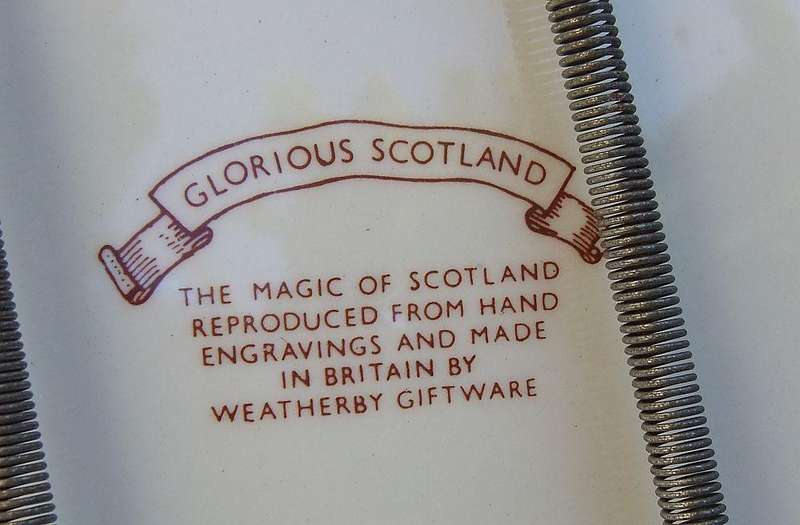 GLORIOUS SCOTLAND
THE MAGIC OF SCOTLAND
REPRODUCED FROM HAND
ENGRAVINGS AND MADE
IN BRITAIN BY
WEATHERBY GIFTWARE